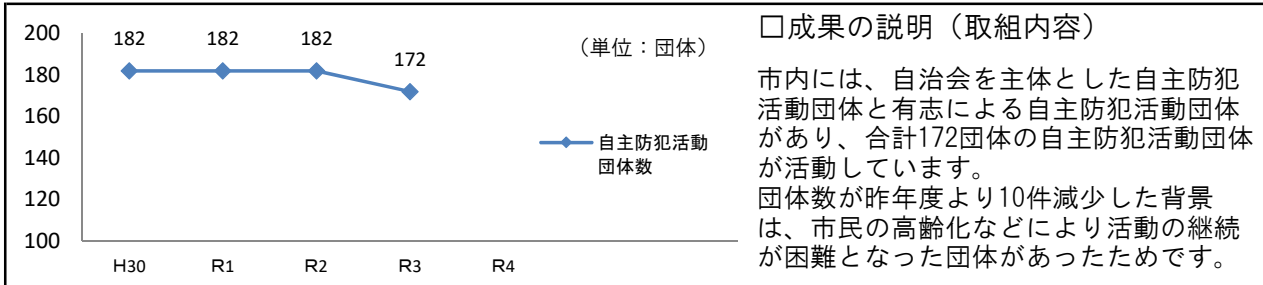 200
180
160
140
120
100
182
182
182
172
（単位：団体）
自主防犯活動
団体数
H30
R1
R2
R3
R4
□成果の説明（取組内容）
市内には、自治会を主体とした自主防犯
活動団体と有志による自主防犯活動団体
があり、合計172団体の自主防犯活動団体
が活動しています。
団体数が昨年度より10件減少した背景
は、市民の高齢化などにより活動の継続
が困難となった団体があったためです。